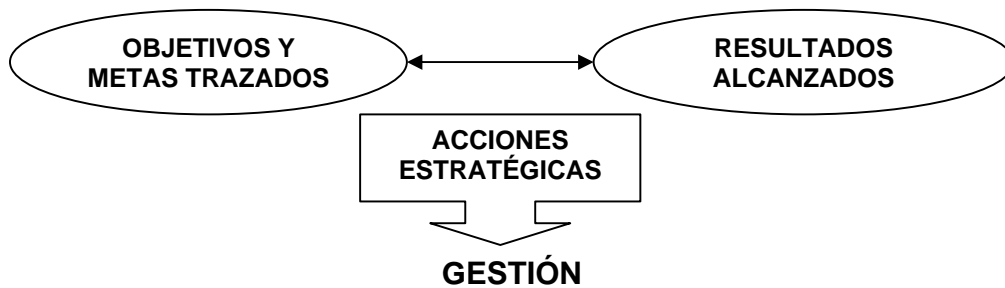 OBJETIVOS Y
METAS TRAZADOS
RESULTADOS
ALCANZADOS
ACCIONES
ESTRATÉGICAS
GESTIÓN